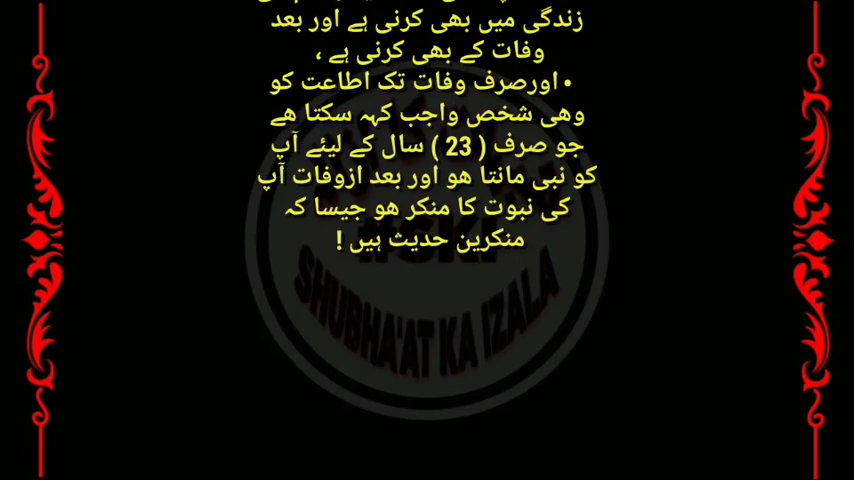 زندگی میں بھی کرنی ہے اور بعد
وفات کے بھی کرنی ہے ،
• اورصرف وفات تک اطاعت کو
وھی شخص واجب کہہ سکتا ھے
جو صرف ( 23 ) سال کے لیئے آپ
کو نبی مانتا ھو اور بعد ازوفات آپ
کی نبوت کا منکر ھو جیسا کہ
منکرین حدیث ہیں !
SHUBHA'AT KA IZALA